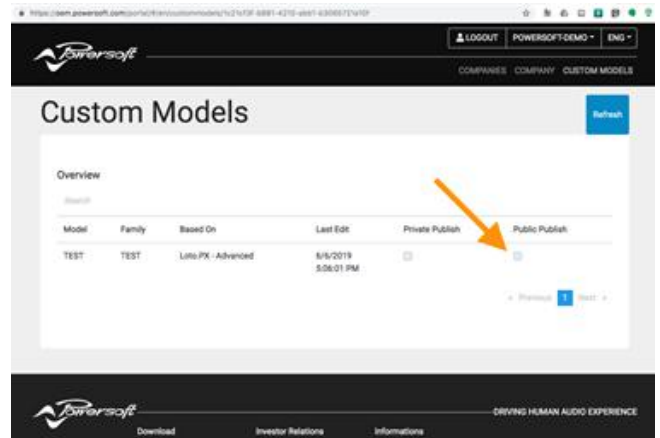 Powersoft
LOGOUT POWERSOFT-DEMO ENG
COMPANIES COMPANY CUSTOM MODELS
Custom Models
Refresh
Overview
Search
Model Family Based On Last Edit Private Publish Public Publish
TEST TEST Loto.PX - Advanced 6/6/2019
5:06:01 PM
« Previous 1 Next »
Powersoft
DRIVING HUMAN AUDIO EXPERIENCE
Download Investor Relations Informations